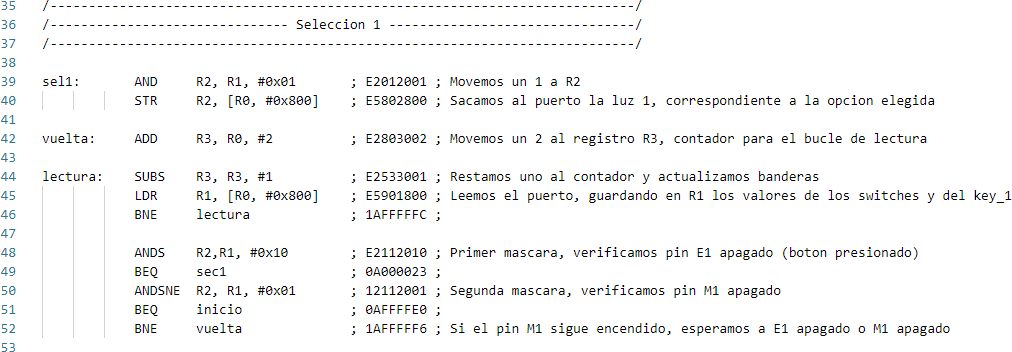 35 /----------------------------------------------------------------------------/
36 /------------------------------- Seleccion 1 --------------------------------/
37 /----------------------------------------------------------------------------/
38
39 sel1: AND R2, R1, #0x01 ; E2012001 ; Movemos un 1 a R2
40 STR R2, [R0, #0x800] ; E5802800 ; Sacamos al puerto la luz 1, correspondiente a la opcion elegida
41
42 vuelta: ADD R3, R0, #2 ; E2803002 ; Movemos un 2 al registro R3, contador para el bucle de lectura
43
44 lectura: SUBS R3, R3, #1 ; E2533001 ; Restamos uno al contador y actualizamos banderas
45 LDR R1, [R0, #0x800] ; E5901800 ; Leemos el puerto, guardando en R1 los valores de los switches y del key_1
46 BNE lectura ; 1AFFFFFC ;
47
48 ANDS R2,R1, #0x10 ; E2112010 ; Primer mascara, verificamos pin E1 apagado (boton presionado)
49 BEQ sec1 ; 0A000023 ;
50 ANDSNE R2, R1, #0x01 ; 12112001 ; Segunda mascara, verificamos pin M1 apagado
51 BEQ inicio ; 0AFFFFE0 ;
52 BNE vuelta ; 1AFFFFF6 ; Si el pin M1 sigue encendido, esperamos a E1 apagado o M1 apagado
53